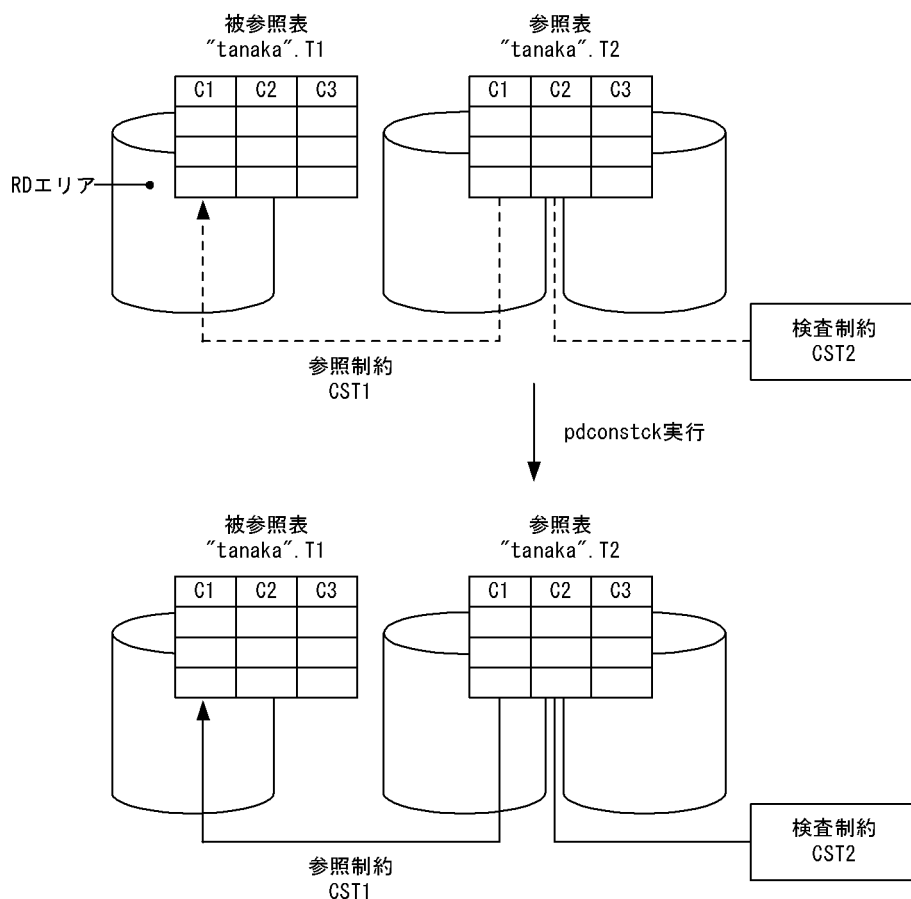 被参照表
"tanaka".T1
参照表
"tanaka".T2
C1 C2 C3
C1 C2 C3
RDエリア
検査制約
CST2
参照制約
CST1
pdconstck実行
被参照表
"tanaka".T1
参照表
"tanaka".T2
C1 C2 C3
C1 C2 C3
検査制約
CST2
参照制約
CST1